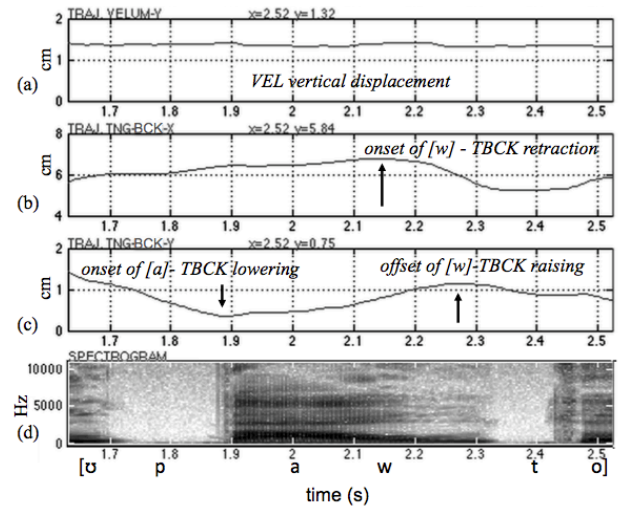 TRAJ. VELUM-Y x=2.52 y=1.32
2
1
0
cm
(a)
VEL vertical displacement
1.7 1.8 1.9 2 2.1 2.2 2.3 2.4 2.5
TRAJ. TNG-BCK-X x=2.52 y=5.84
8
6
4
cm
(b)
onset of [w] - TBCK retraction
1.7 1.8 1.9 2 2.1 2.2 2.3 2.4 2.5
TRAJ. TNG-BCK-Y x=2.52 y=0.75
2
1
0
cm
(c)
onset of [a]- TBCK lowering offset of [w]-TBCK raising
1.7 1.8 1.9 2 2.1 2.2 2.3 2.4 2.5
SPECTROGRAM
10000
5000
0
Hz
(d)
1.7 1.8 1.9 2 2.1 2.2 2.3 2.4 2.5
[ʊ p a w t o]
time (s)